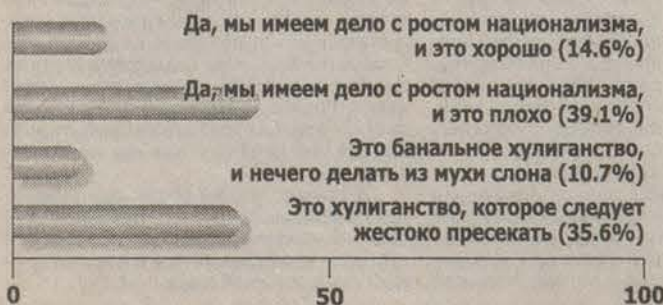 Да, мы имеем дело с ростом национализма,
и это хорошо (14.6%)
Да, мы имеем дело с ростом национализма,
и это плохо (39.1%)
Это банальное хулиганство,
и нечего делать из мухи слона (10.7%)
Это хулиганство, которое следует
жестоко пресекать (35.6%)
0 50 100